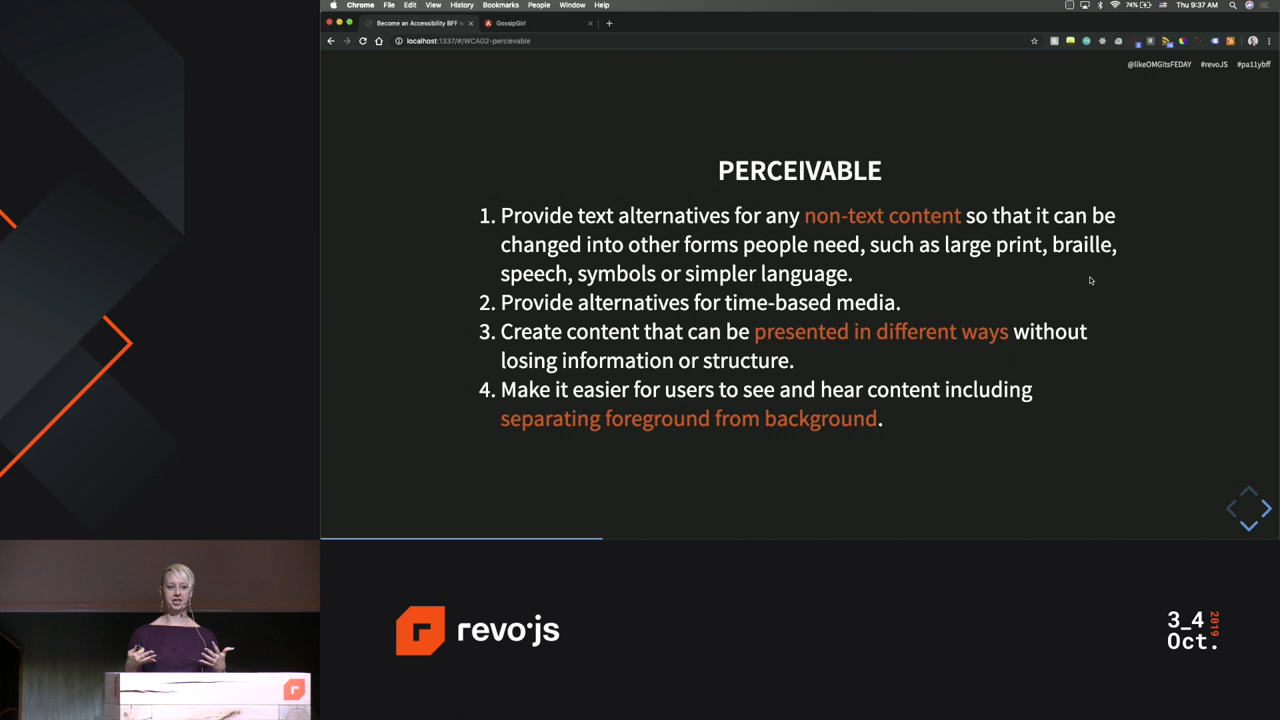 Chrome File Edit View History Bookmarks People Window Help
74% Thu 9:37 AM
Become an Accessibility BFF
GossipGirl
localhost:1337/#/WCAG2-percievable
@likeOMGitsFEDAY #revoJS #pa11ybff
PERCEIVABLE
1. Provide text alternatives for any non-text content so that it can be
changed into other forms people need, such as large print, braille,
speech, symbols or simpler language.
2. Provide alternatives for time-based media.
3. Create content that can be presented in different ways without
losing information or structure.
4. Make it easier for users to see and hear content including
separating foreground from background.
r revo·js
3_4 2019
Oct.
r